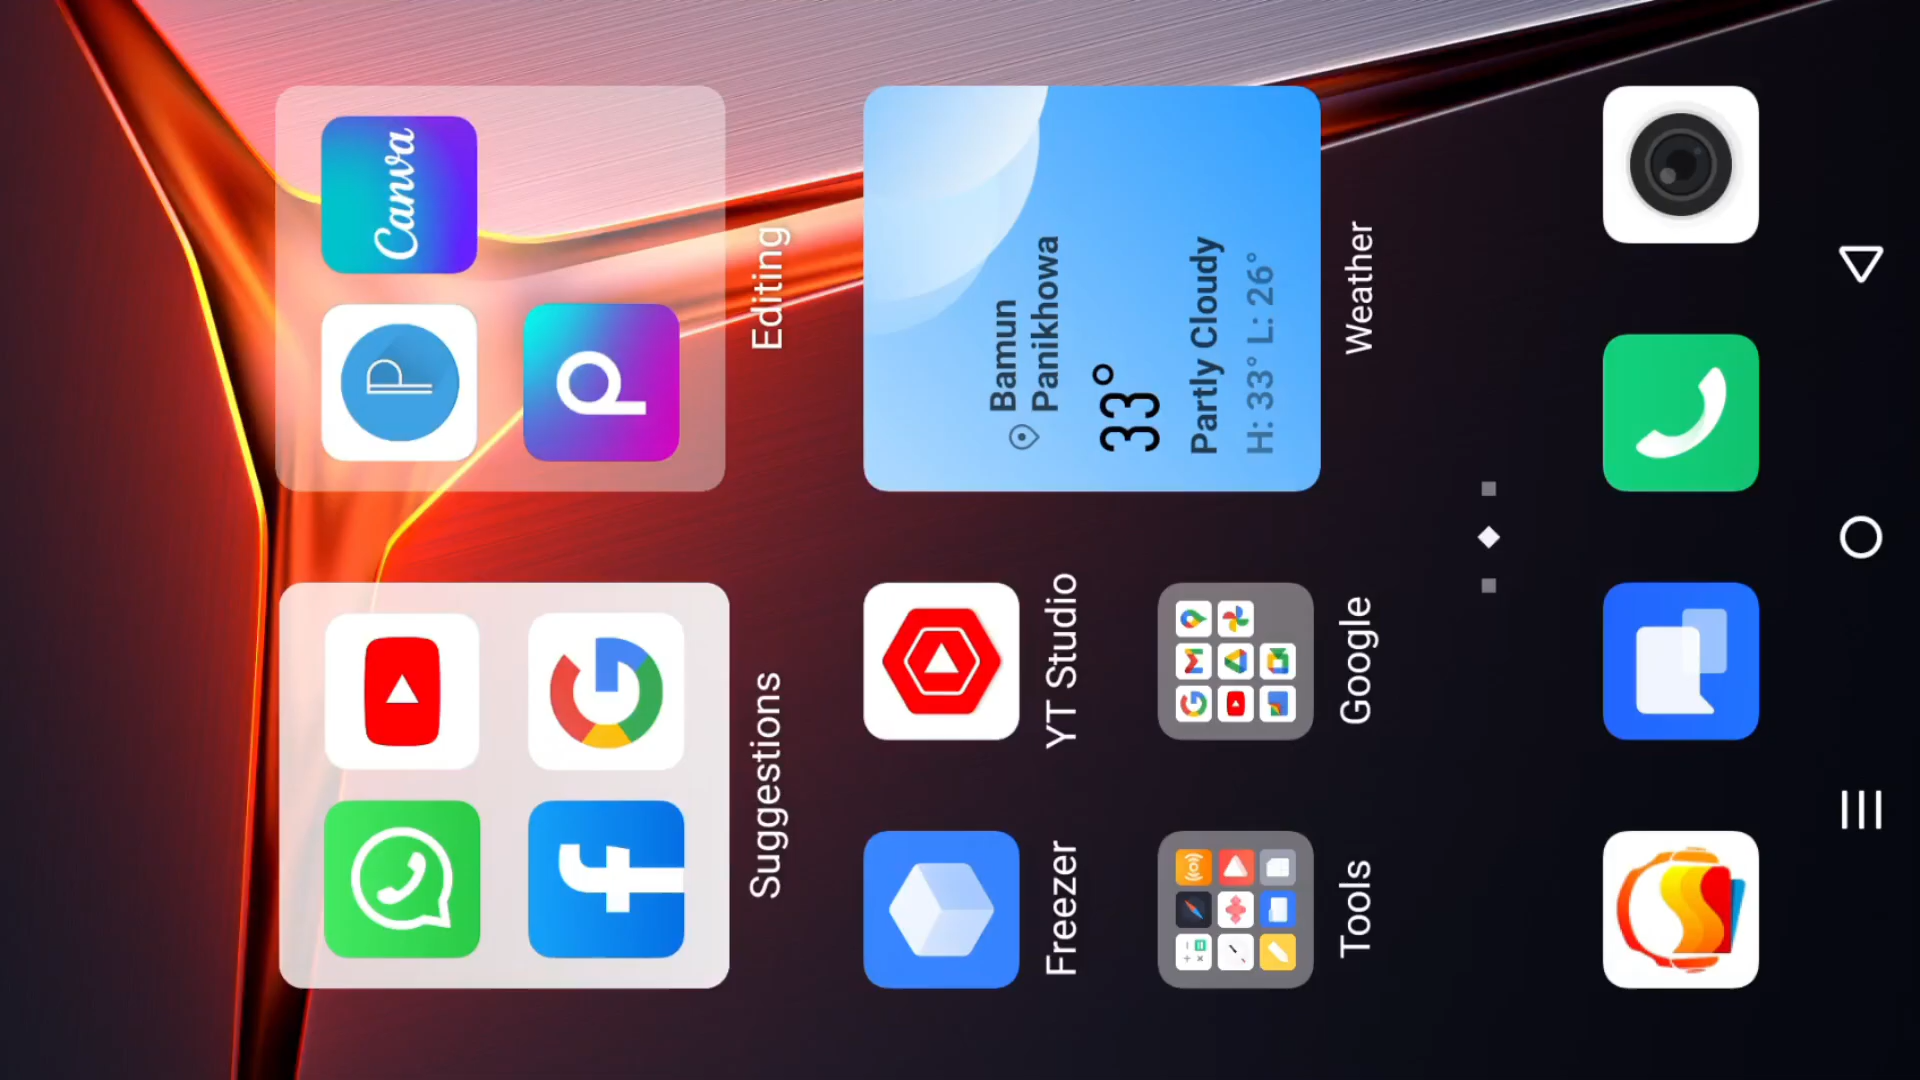 Suggestions
Canva
Editing
Freezer
YT Studio
Bamun
Panikhowa
33°
Partly Cloudy
H: 33° L: 26°
Weather
Tools
Google